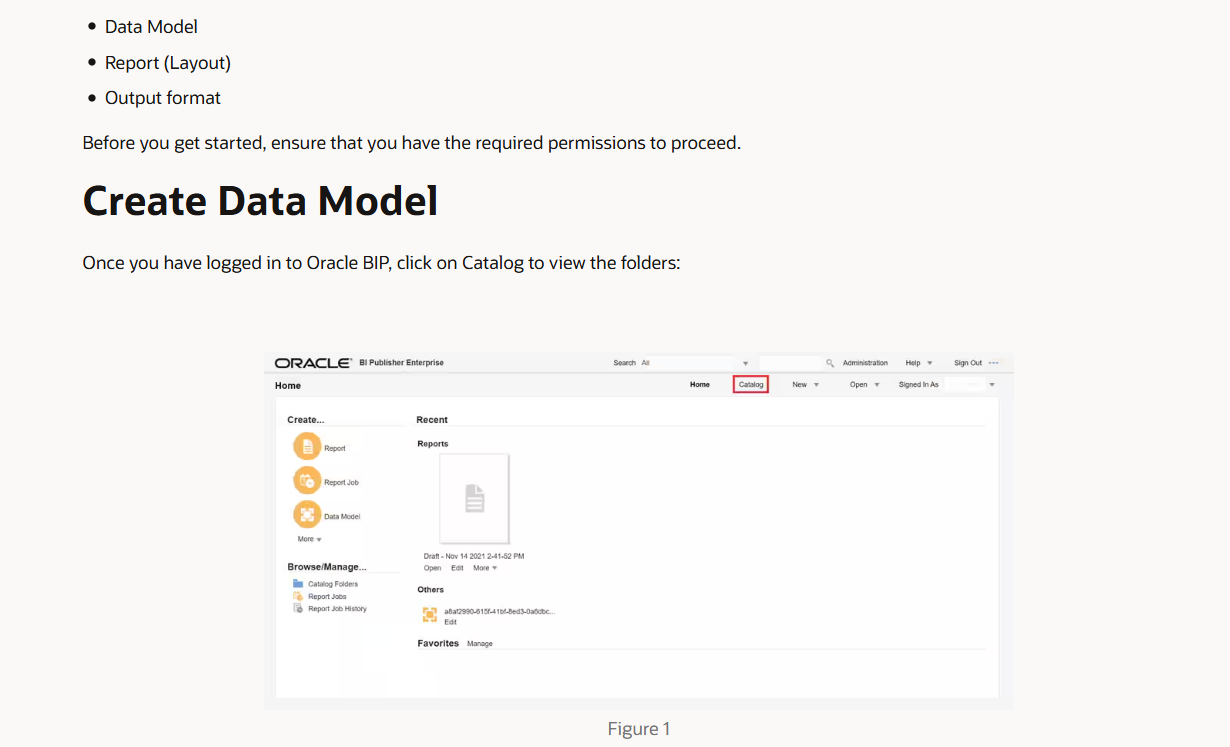 Data Model
Report (Layout)
Output format
Before you get started, ensure that you have the required permissions to proceed.
Create Data Model
Once you have logged in to Oracle BIP, click on Catalog to view the folders:
ORACLE BI Publisher Enterprise Search All Administration Help Sign Out
Home Home Catalog New Open Signed In As
Create... Recent
Report
Reports
Report Job
Data Model
More
Draft - Nov 14 2021 2-41-52 PM
Open Edit More
Browse/Manage...
Catalog Folders
Report Jobs
Report Job History
Others
a8af2990-615f-41bf-8ed3-0a6dbc...
Edit
Favorites Manage
Figure 1